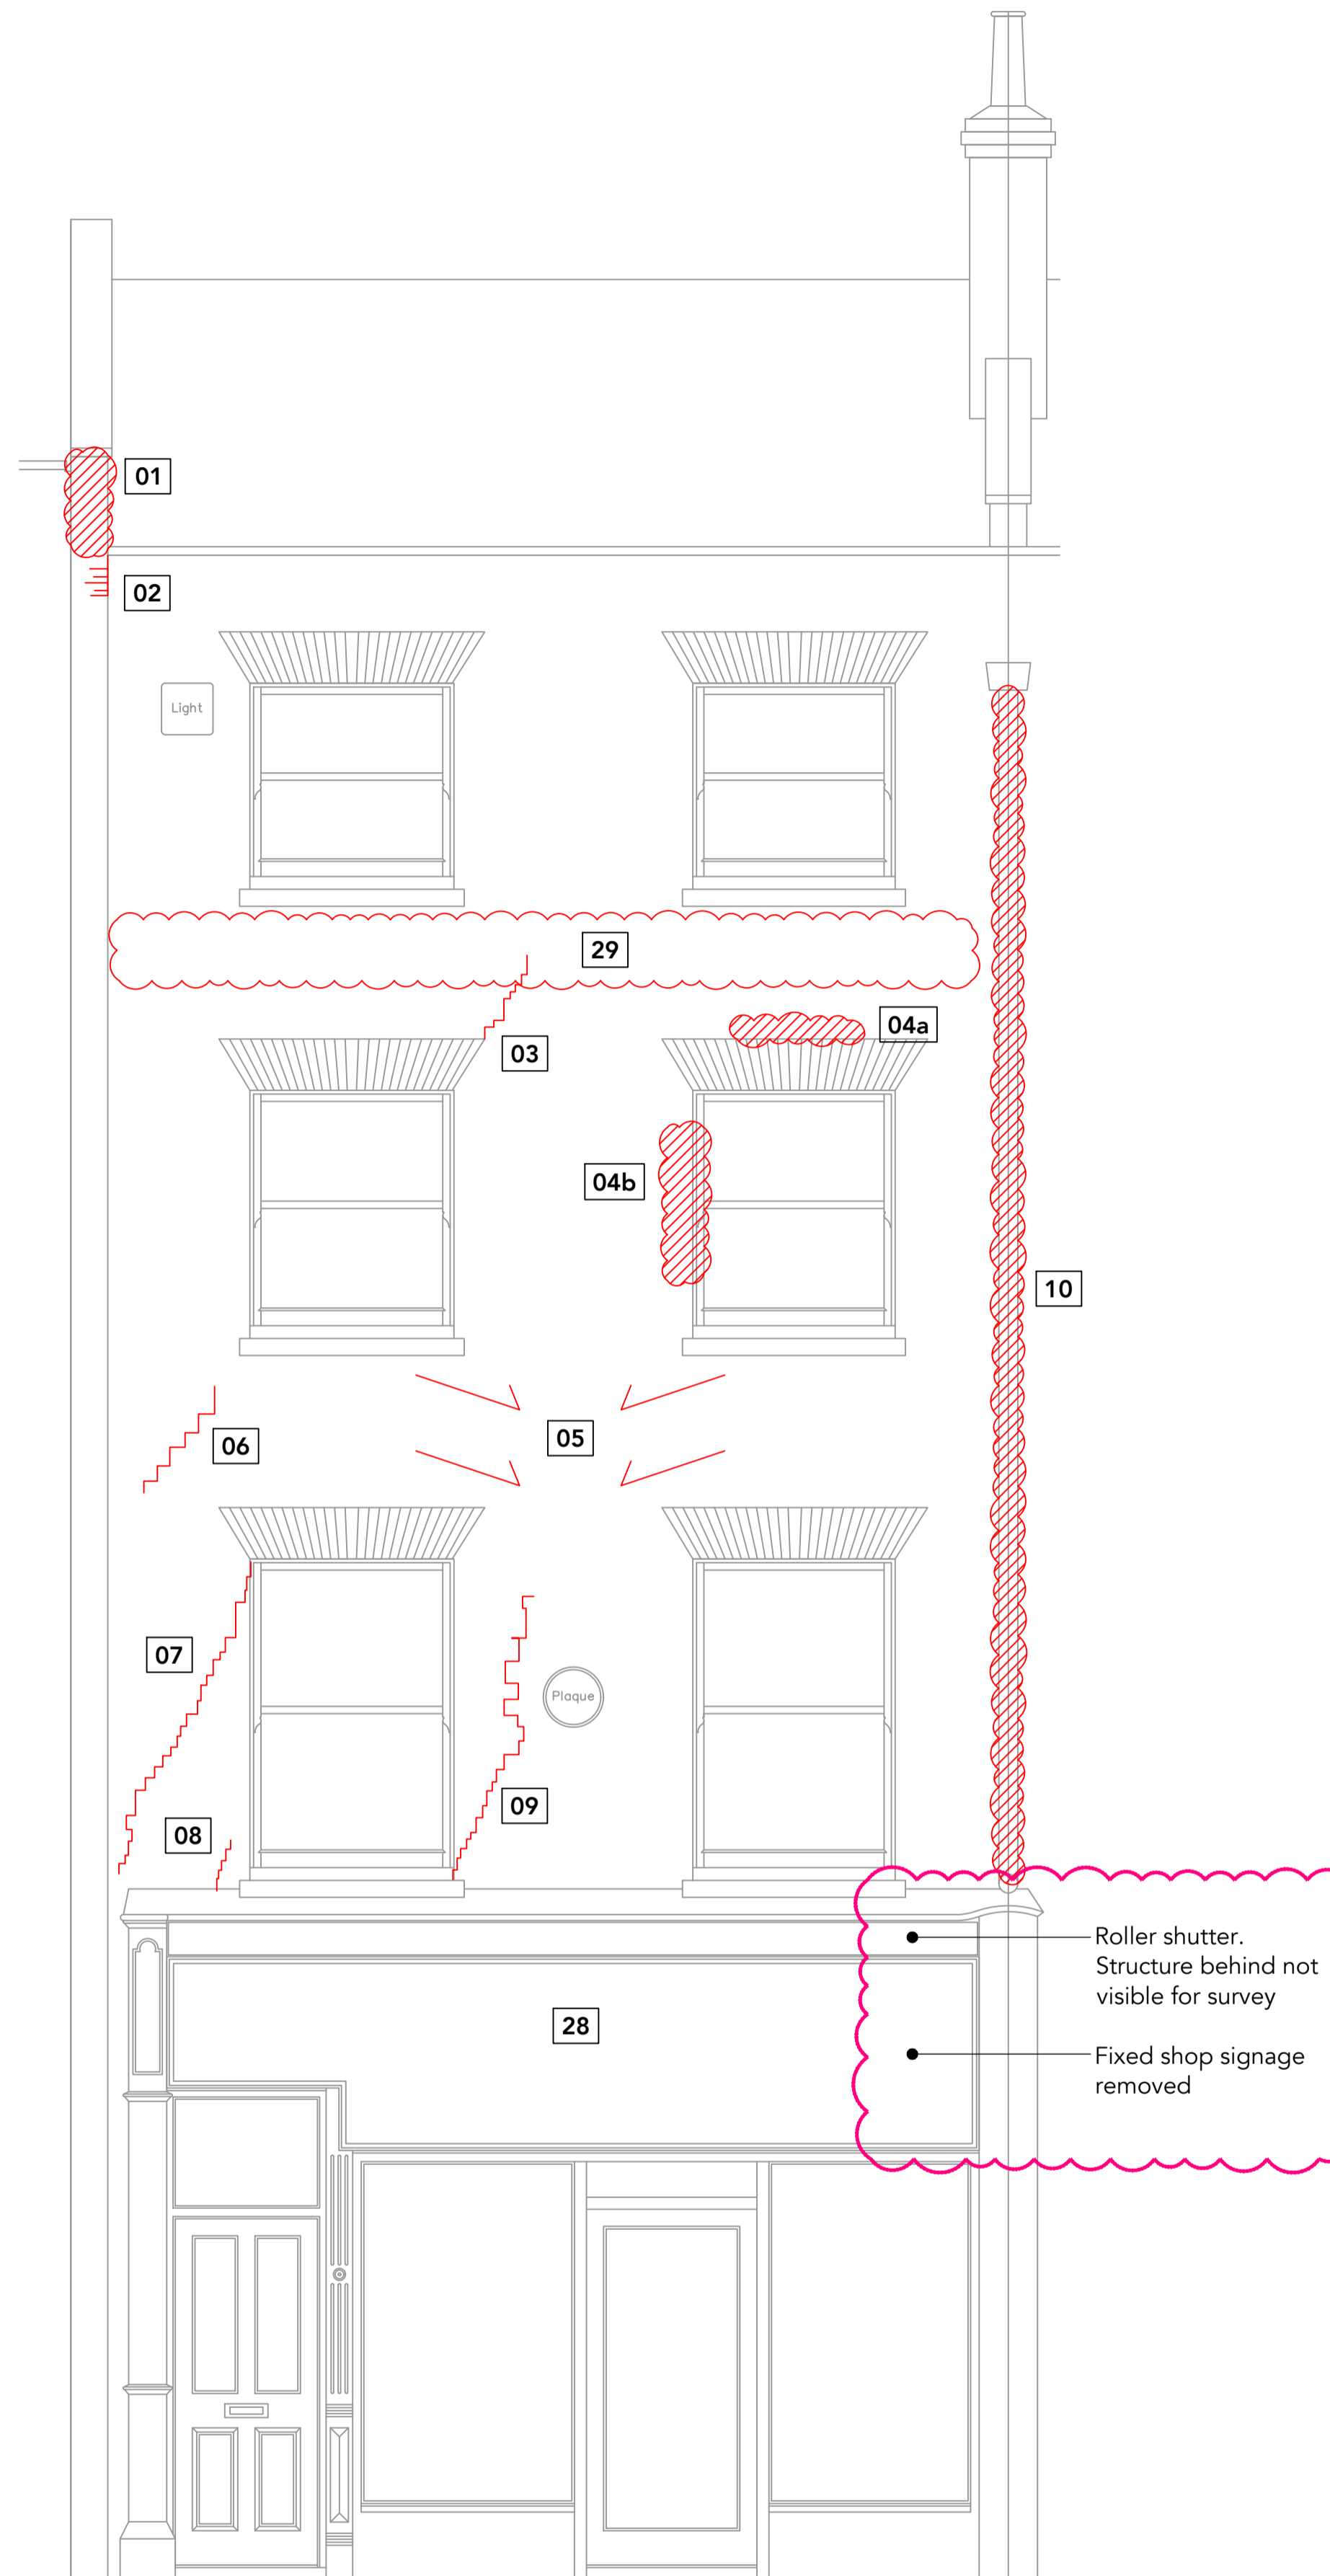 01
02
Light
29
03
04a
04b
10
05
06
07
Plaque
09
08
Roller shutter.
Structure behind not
visible for survey
28
Fixed shop signage
removed